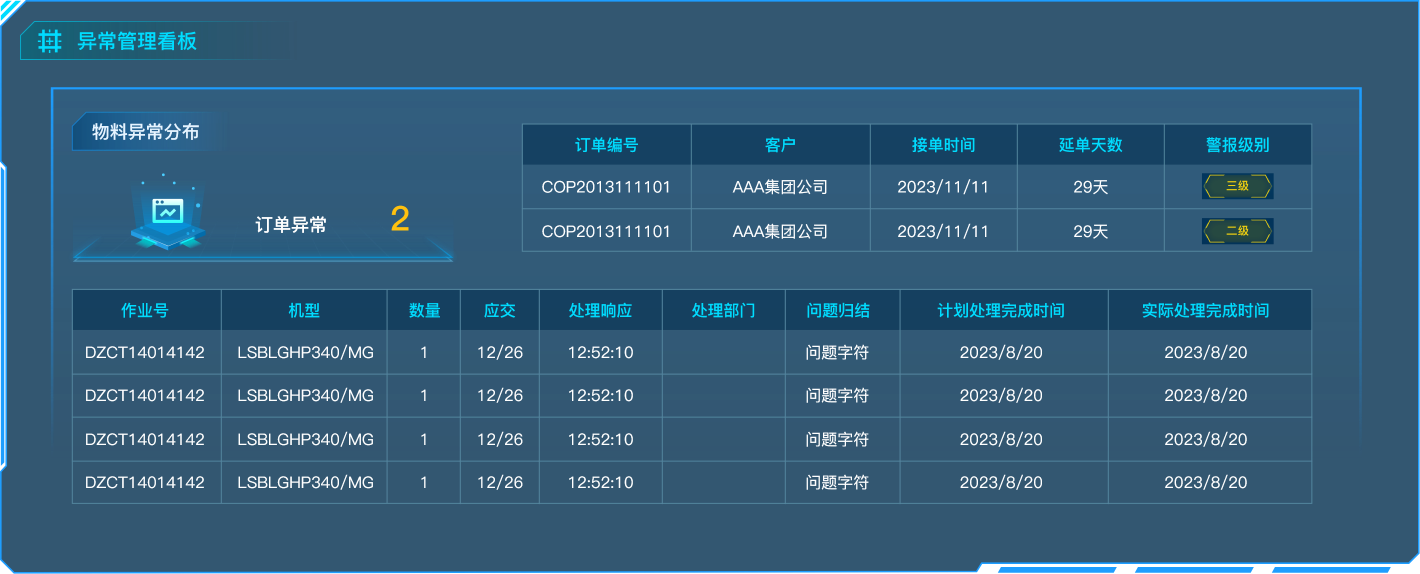 异常管理看板
物料异常分布
订单异常 2
订单编号 客户 接单时间 延单天数 警报级别
COP2013111101 AAA集团公司 2023/11/11 29天 三级
COP2013111101 AAA集团公司 2023/11/11 29天 二级
作业号 机型 数量 应交 处理响应 处理部门 问题归结 计划处理完成时间 实际处理完成时间
DZCT14014142 LSBLGHP340/MG 1 12/26 12:52:10 问题字符 2023/8/20 2023/8/20
DZCT14014142 LSBLGHP340/MG 1 12/26 12:52:10 问题字符 2023/8/20 2023/8/20
DZCT14014142 LSBLGHP340/MG 1 12/26 12:52:10 问题字符 2023/8/20 2023/8/20
DZCT14014142 LSBLGHP340/MG 1 12/26 12:52:10 问题字符 2023/8/20 2023/8/20